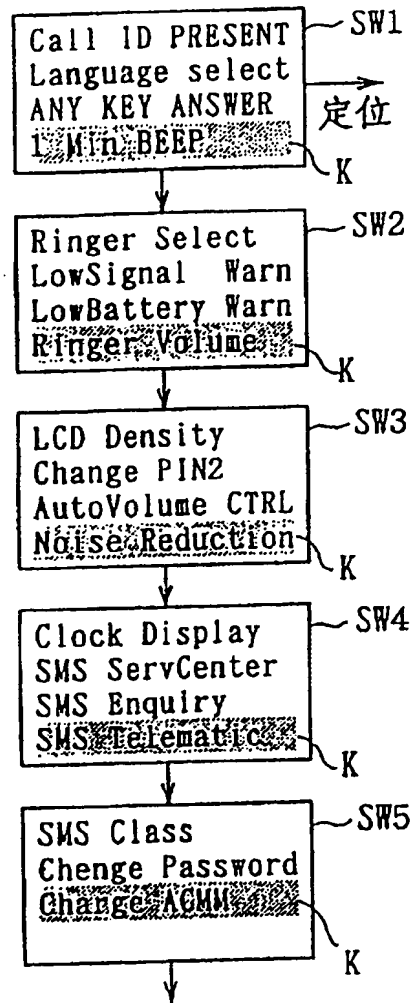 Call ID PRESENT
Language select
ANY KEY ANSWER
1 Min BEEP
SW1
定位
K
Ringer Select
LowSignal Warn
LowBattery Warn
Ringer Volume
SW2
K
LCD Density
Change PIN2
AutoVolume CTRL
Noise Reduction
SW3
K
Clock Display
SMS ServCenter
SMS Enquiry
SMS Telematic
SW4
K
SMS Class
Chenge Password
Charge ACMM
SW5
K